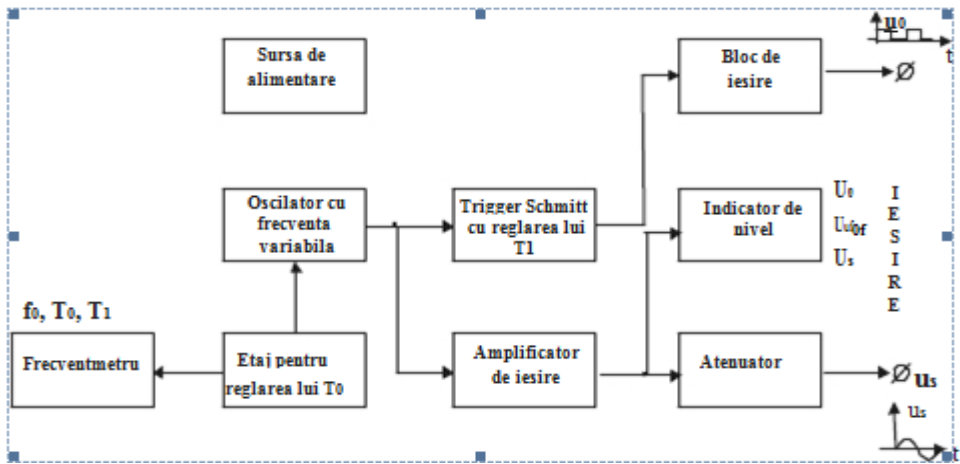 u0
t
Sursa de
alimentare
Bloc de
iesire
Oscilator cu
frecventa
variabila
Trigger Schmitt
cu reglarea lui
T1
Indicator de
nivel
U0
Us
I
E
S
I
R
E
f0, T0, T1
Frecventmetru
Etaj pentru
reglarea lui T0
Amplificator
de iesire
Atenuator
us
us
t